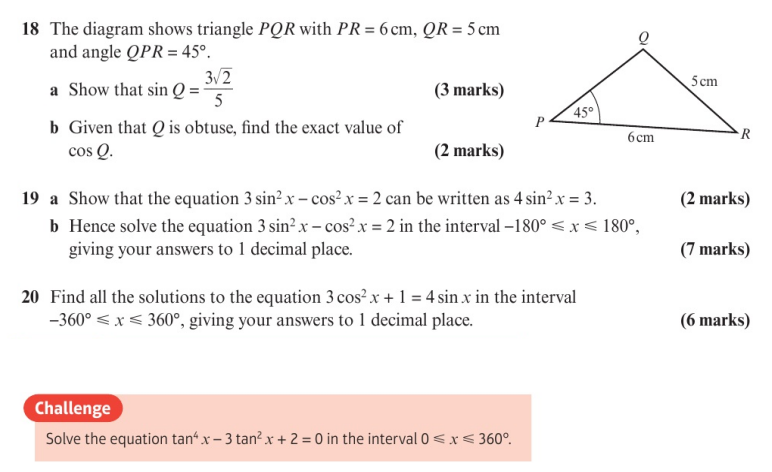 18 The diagram shows triangle PQR with PR = 6 cm, QR = 5 cm
and angle QPR = 45°.
a Show that sin Q = 3√2/5 (3 marks)
b Given that Q is obtuse, find the exact value of
cos Q. (2 marks)
Q
5 cm
45°
P
6 cm
R
19 a Show that the equation 3 sin² x – cos² x = 2 can be written as 4 sin² x = 3. (2 marks)
b Hence solve the equation 3 sin² x – cos² x = 2 in the interval –180° ⩽ x ⩽ 180°,
giving your answers to 1 decimal place. (7 marks)
20 Find all the solutions to the equation 3 cos² x + 1 = 4 sin x in the interval
–360° ⩽ x ⩽ 360°, giving your answers to 1 decimal place. (6 marks)
Challenge
Solve the equation tan⁴ x – 3 tan² x + 2 = 0 in the interval 0 ⩽ x ⩽ 360°.